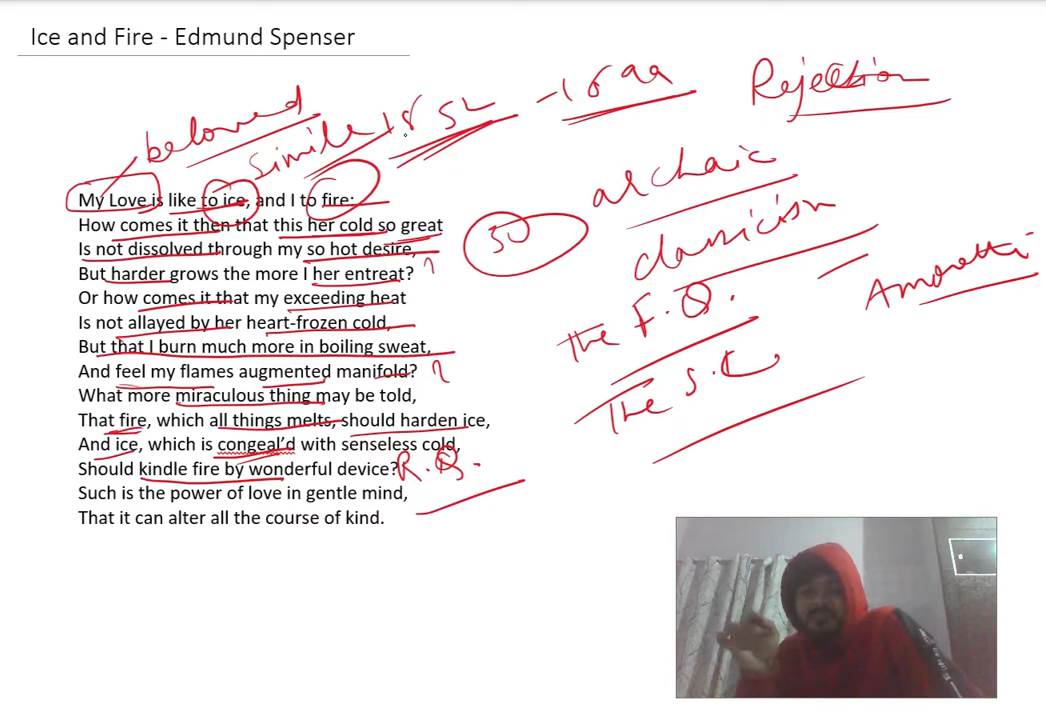 Ice and Fire - Edmund Spenser
beloved
Simile
1552 - 1599
Rejection
My Love is like to ice, and I to fire:
How comes it then that this her cold so great
Is not dissolved through my so hot desire,
But harder grows the more I her entreat?
Or how comes it that my exceeding heat
Is not allayed by her heart-frozen cold,
But that I burn much more in boiling sweat,
And feel my flames augmented manifold?
What more miraculous thing may be told,
That fire, which all things melts, should harden ice,
And ice, which is congeal'd with senseless cold,
Should kindle fire by wonderful device?
R.Q.
Such is the power of love in gentle mind,
That it can alter all the course of kind.
archaic
classicism
The F.Q.
The S.C
Amoretti